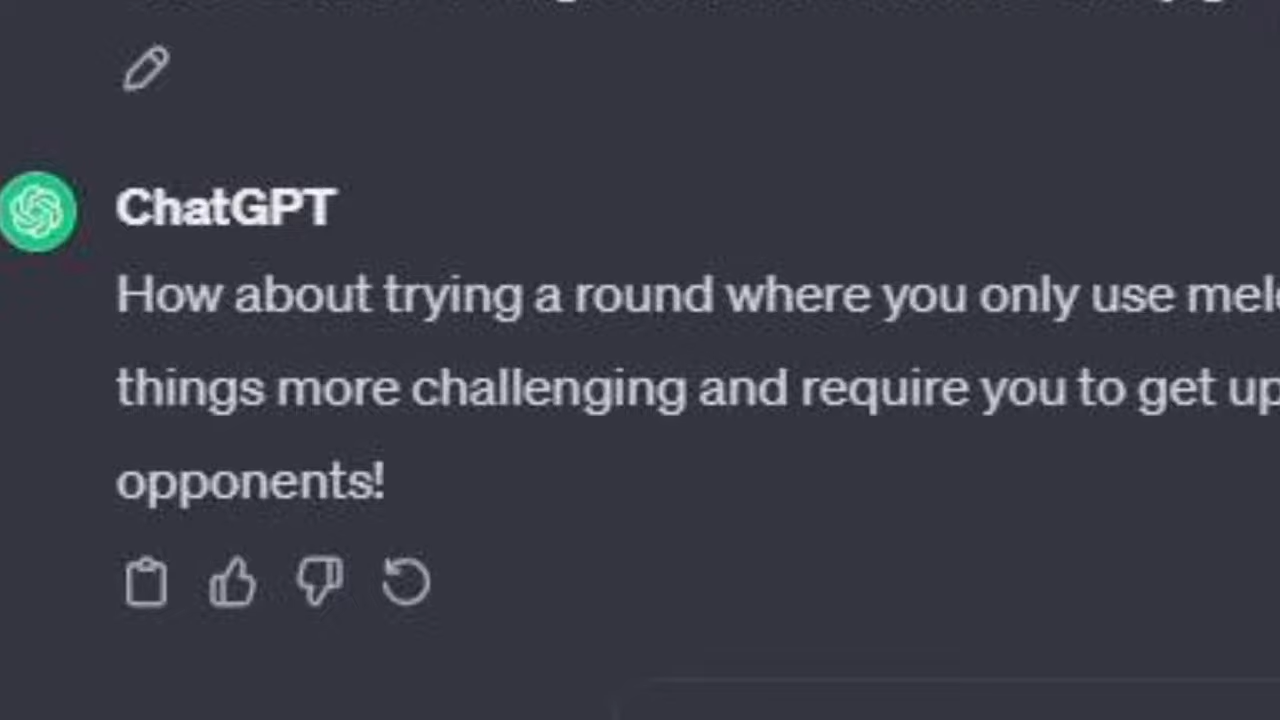 ChatGPT
How about trying a round where you only use
things more challenging and require you to get up
opponents!